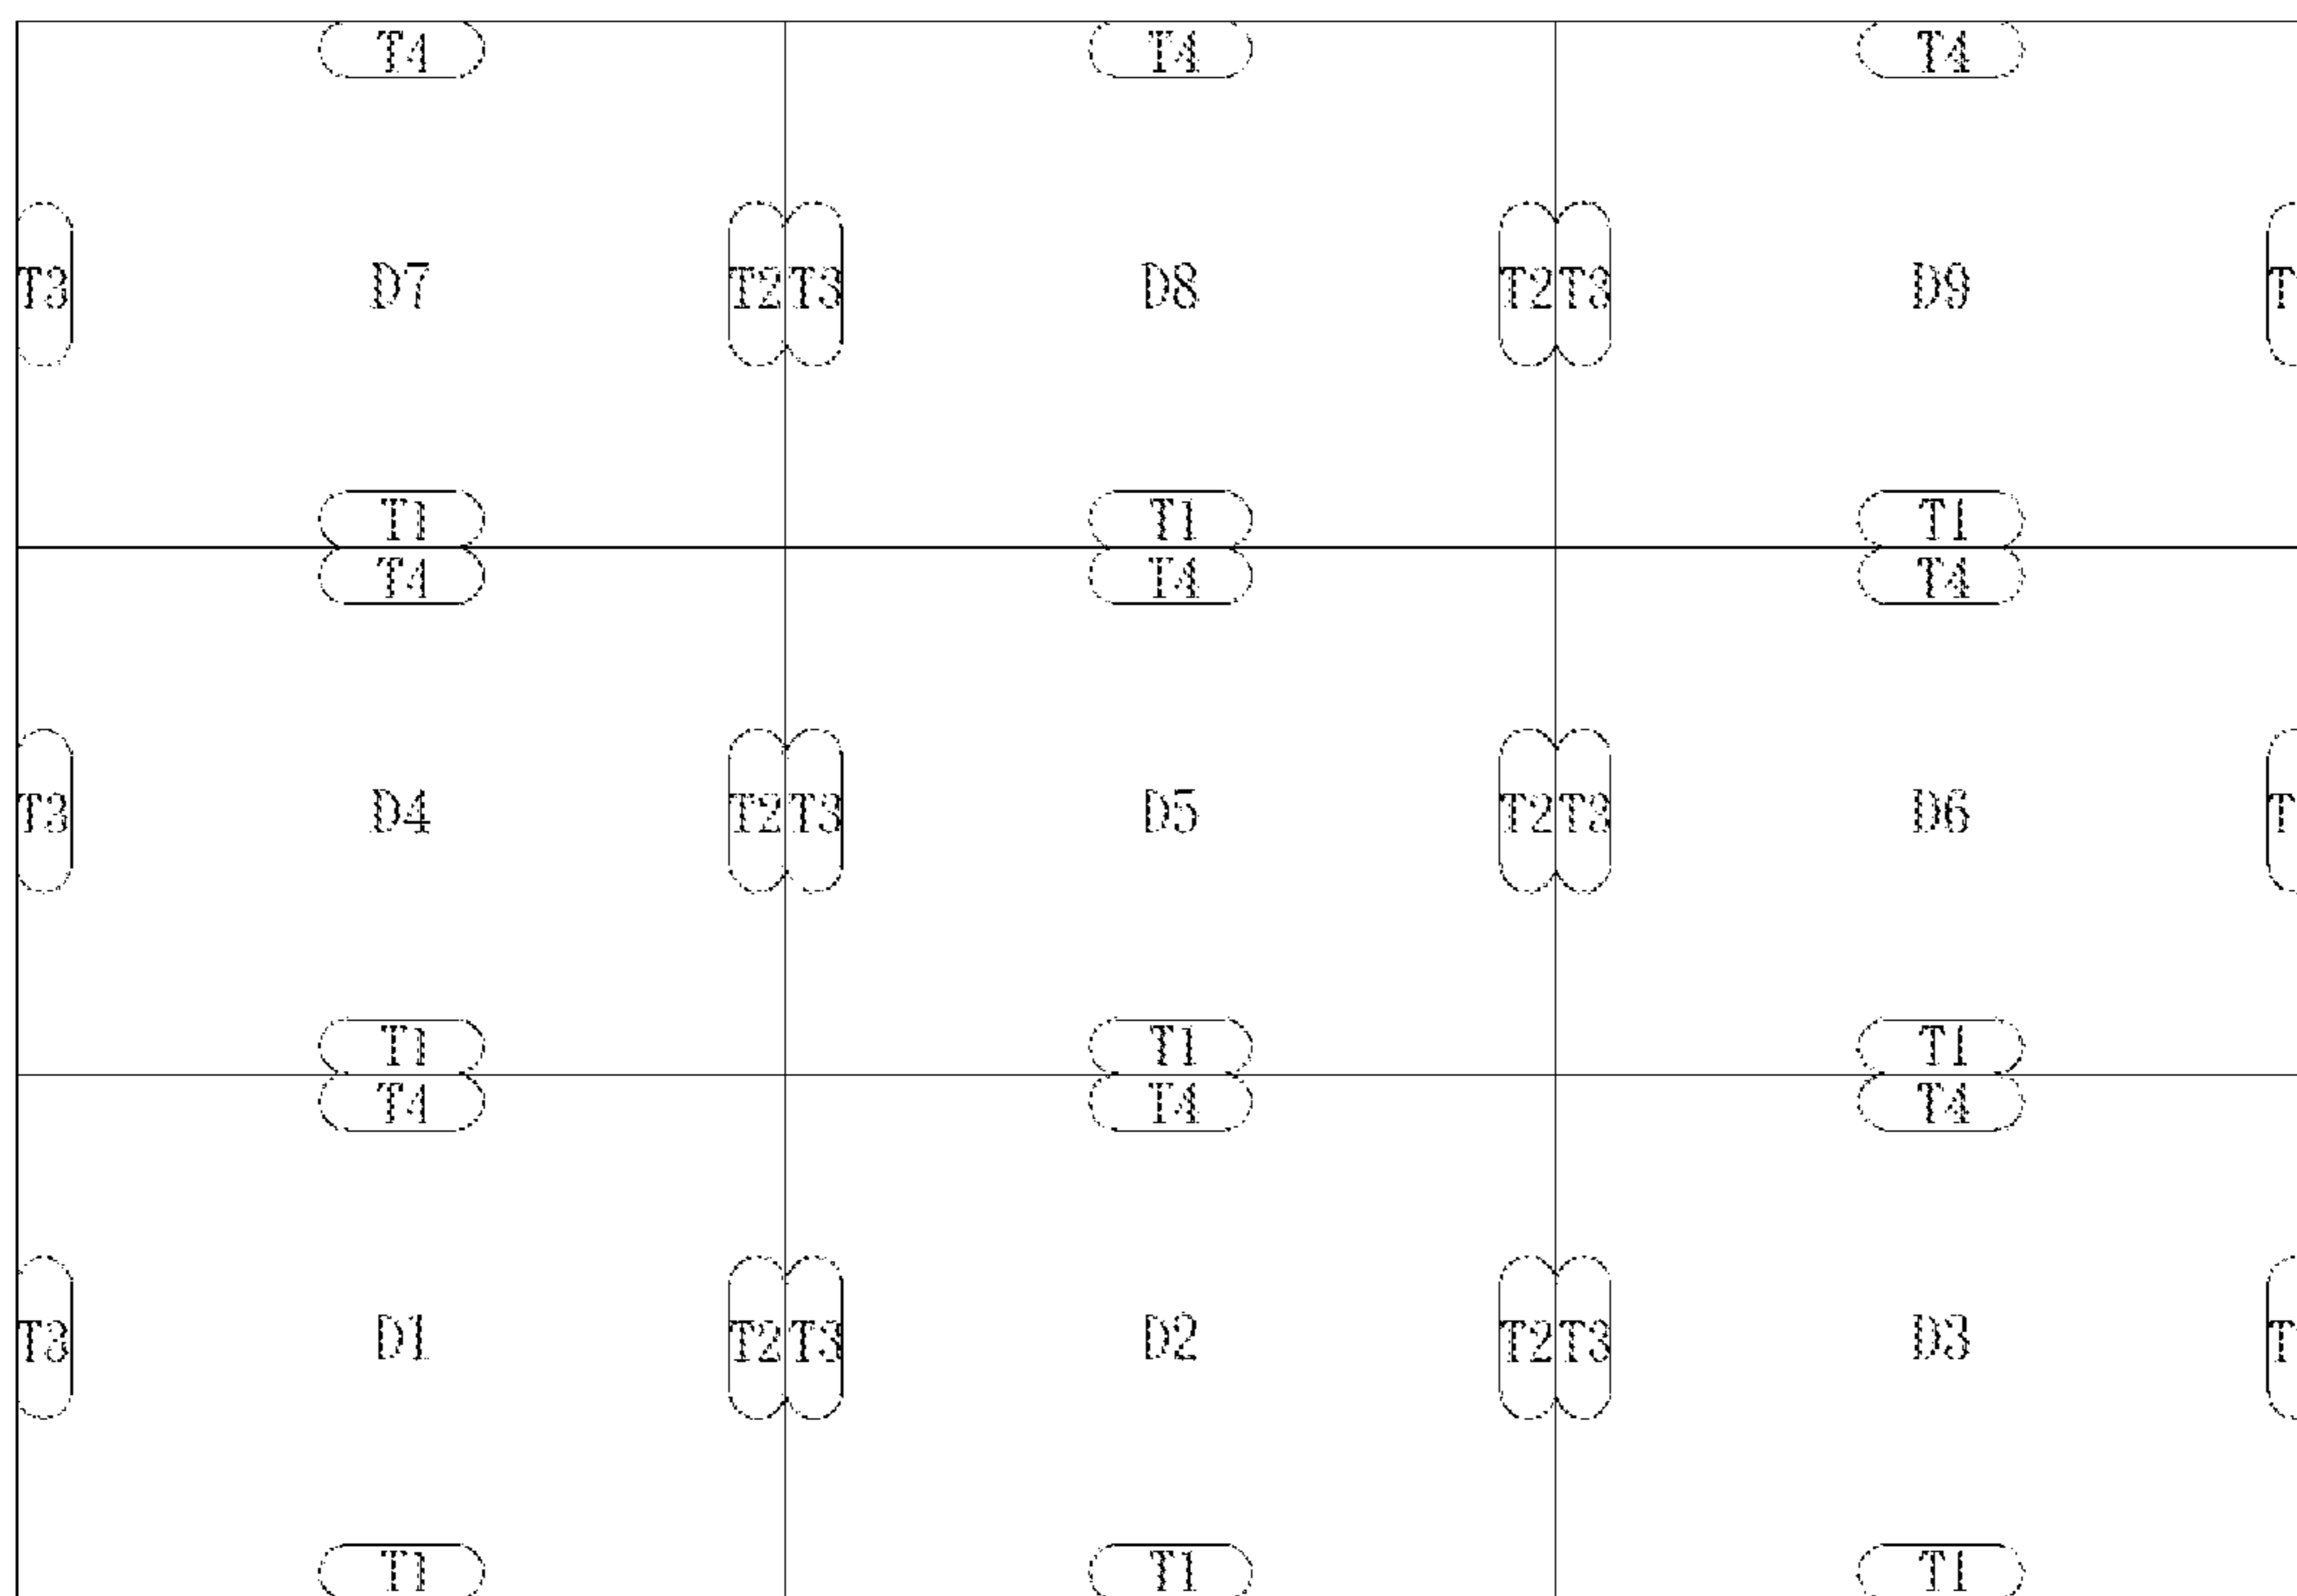 T4 T4 T4
T3 D7 T2 T3 D8 T2 T3 D9 T
T1 T1 T1
T4 T4 T4
T3 D4 T2 T3 D5 T2 T3 D6 T
T1 T1 T1
T4 T4 T4
T3 D1 T2 T3 D2 T2 T3 D3 T
T1 T1 T1